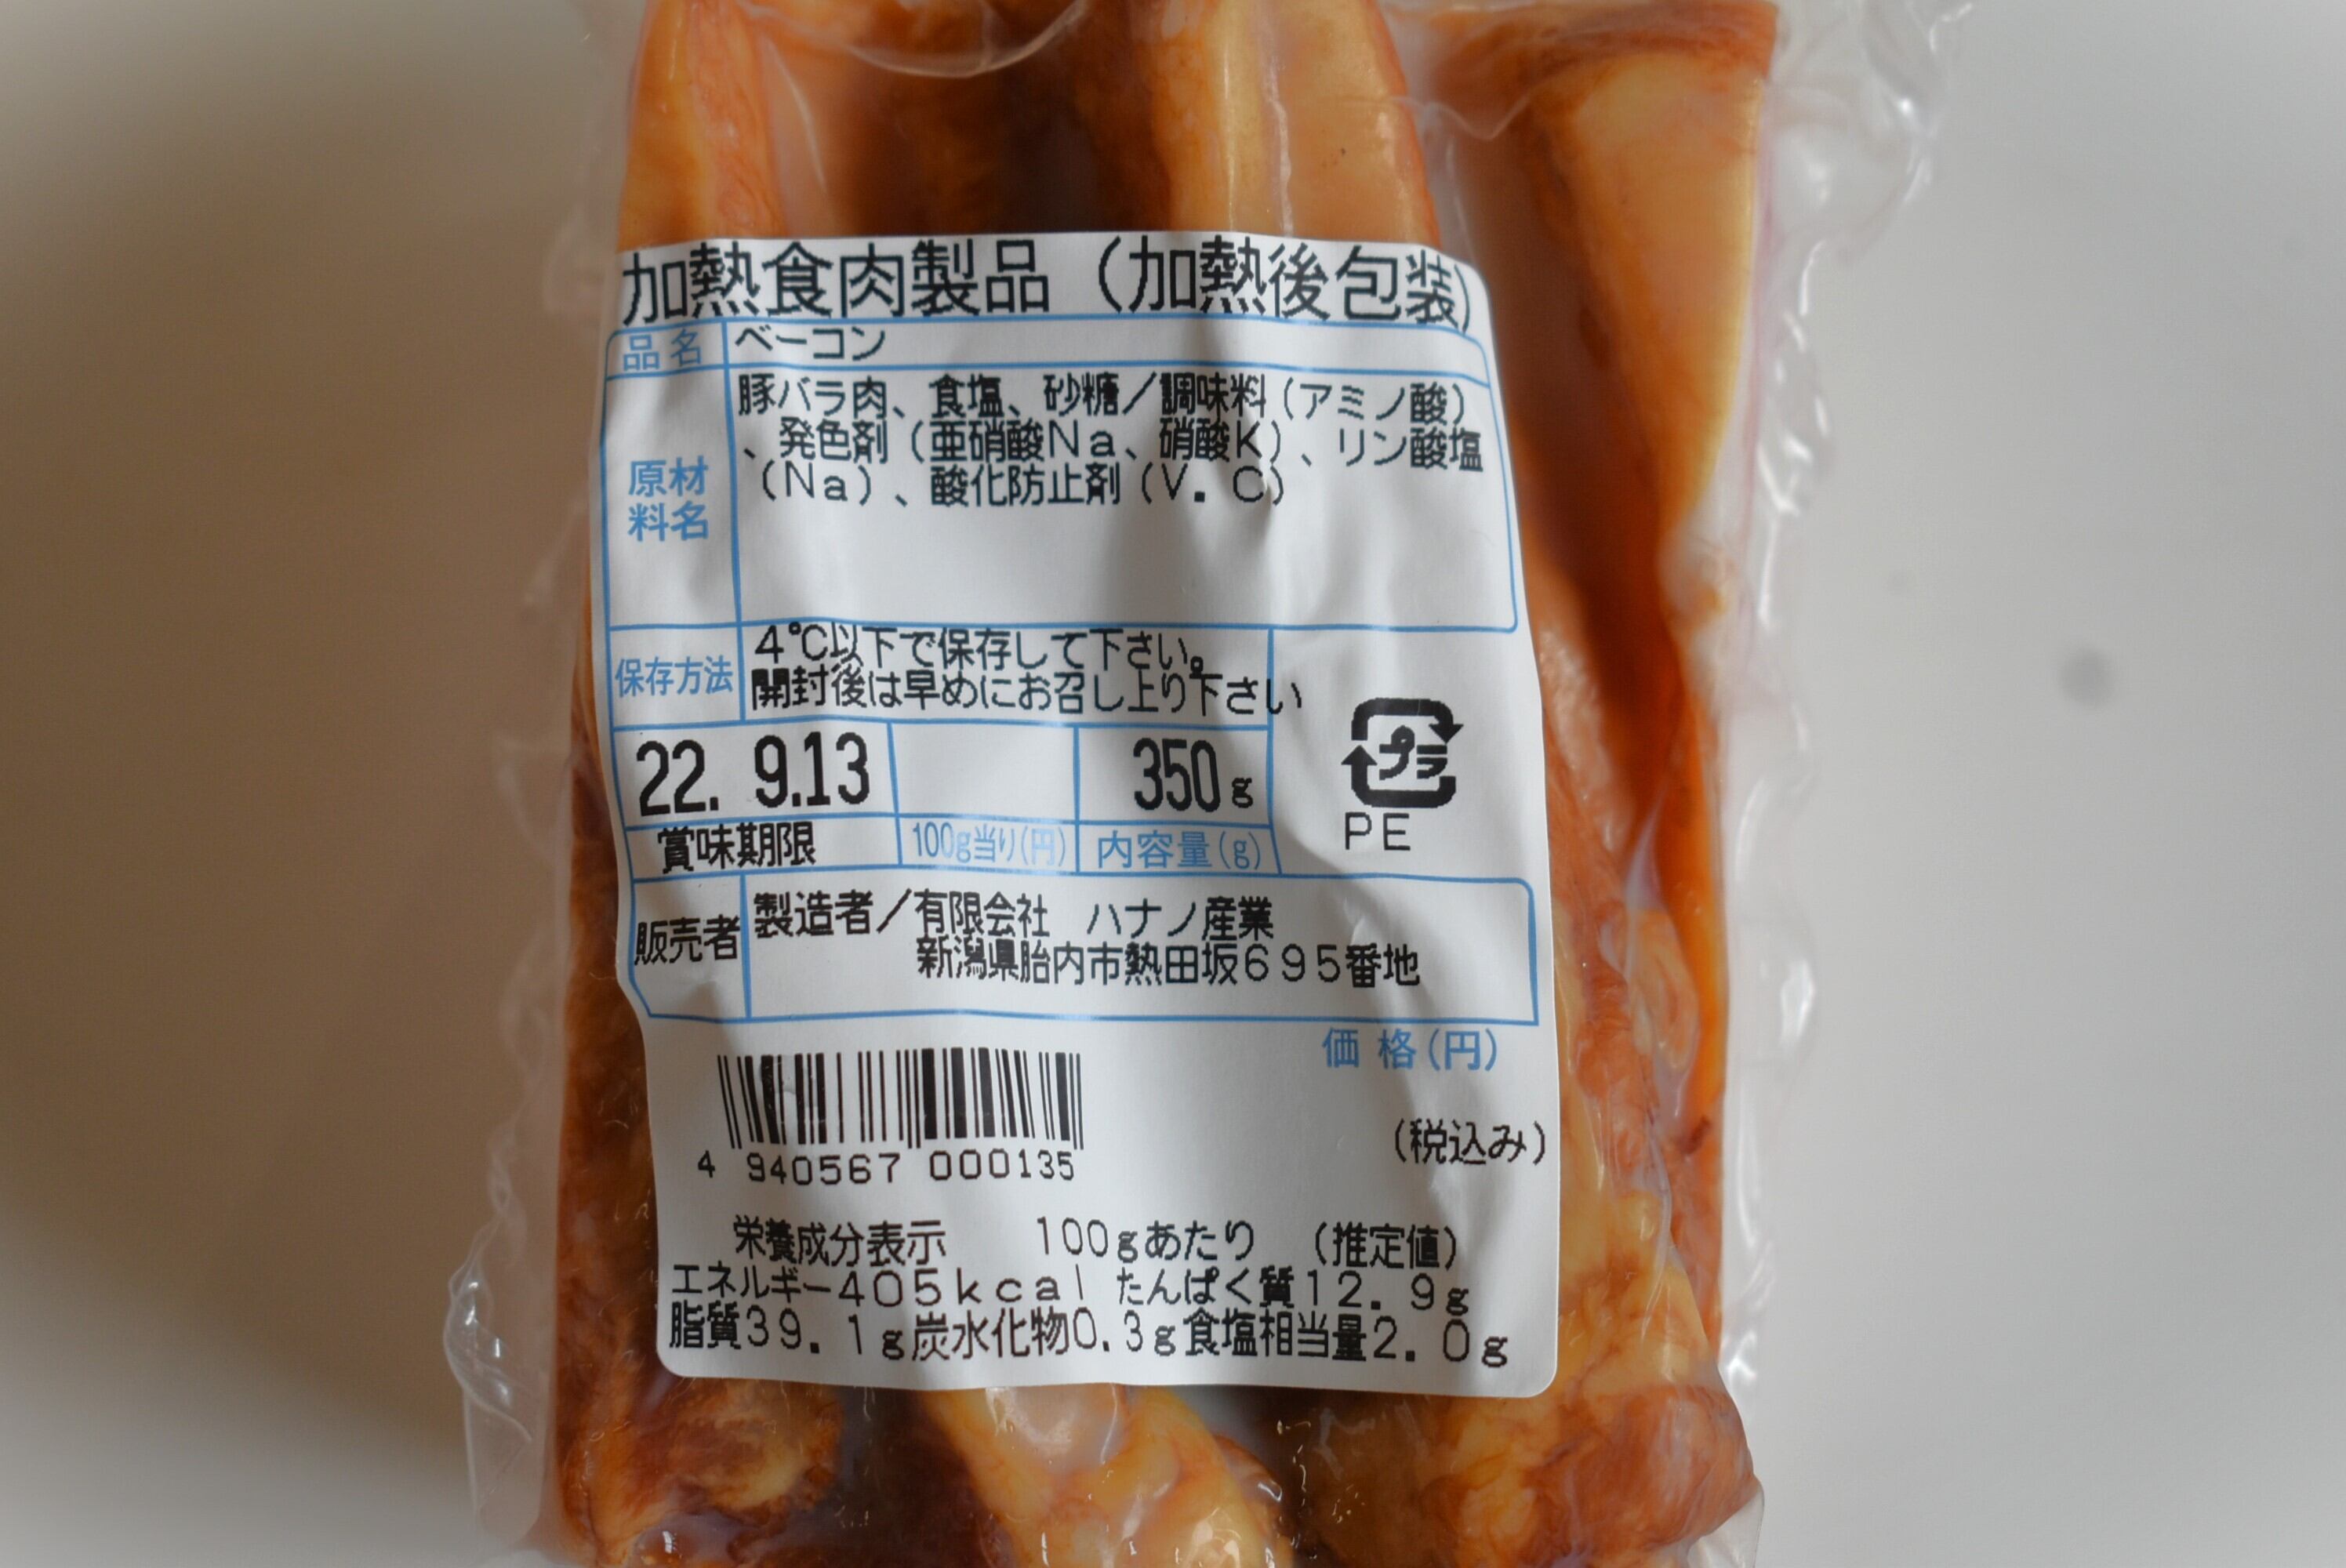 加熱食肉製品（加熱後包装）
品名 ベーコン
原材料名 豚バラ肉、食塩、砂糖／調味料（アミノ酸）
、発色剤（亜硝酸Ｎａ、硝酸Ｋ）、リン酸塩
（Ｎａ）、酸化防止剤（Ｖ．Ｃ）
保存方法 ４℃以下で保存して下さい。
開封後は早めにお召し上り下さい
22. 9.13 350g
プラ
PE
賞味期限 100g当り(円) 内容量(g)
販売者 製造者／有限会社 ハナノ産業
新潟県胎内市熱田坂６９５番地
価格(円)
4 940567 000135
(税込み)
栄養成分表示 100gあたり （推定値）
エネルギー405kcal たんぱく質12.9g
脂質39.1g炭水化物0.3g食塩相当量2.0g